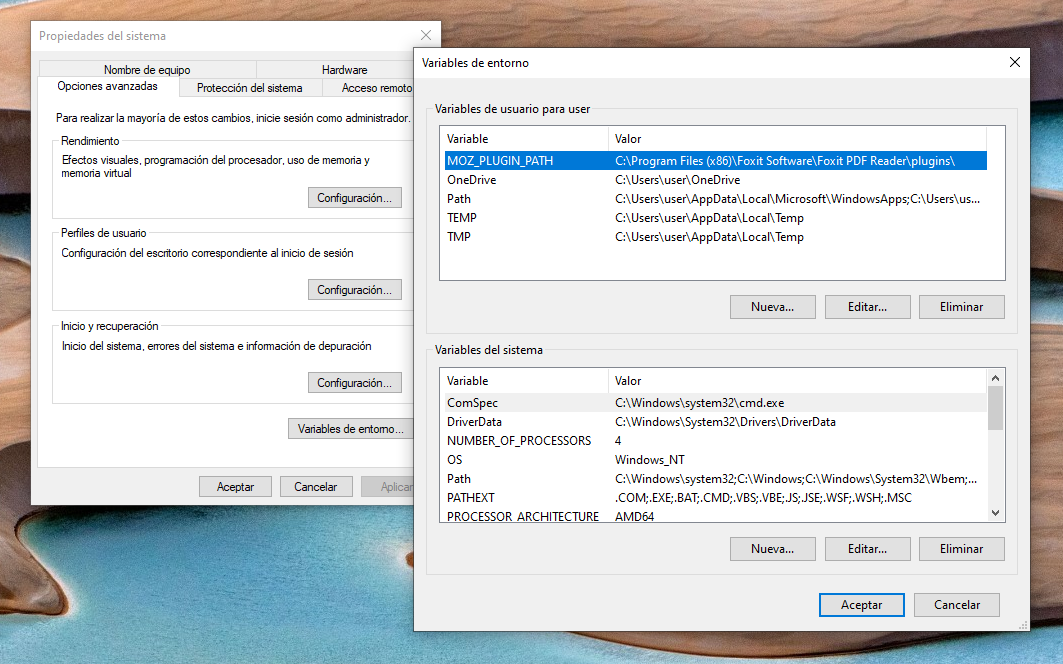 Propiedades del sistema
Nombre de equipo
Hardware
Opciones avanzadas
Protección del sistema
Acceso remoto
Para realizar la mayoría de estos cambios, inicie sesión como administrador.
Rendimiento
Efectos visuales, programación del procesador, uso de memoria y
memoria virtual
Configuración...
Perfiles de usuario
Configuración del escritorio correspondiente al inicio de sesión
Configuración...
Inicio y recuperación
Inicio del sistema, errores del sistema e información de depuración
Configuración...
Variables de entorno...
Aceptar
Cancelar
Aplicar
Variables de entorno
Variables de usuario para user
Variable Valor
MOZ_PLUGIN_PATH C:\Program Files (x86)\Foxit Software\Foxit PDF Reader\plugins\
OneDrive C:\Users\user\OneDrive
Path C:\Users\user\AppData\Local\Microsoft\WindowsApps;C:\Users\us...
TEMP C:\Users\user\AppData\Local\Temp
TMP C:\Users\user\AppData\Local\Temp
Nueva...
Editar...
Eliminar
Variables del sistema
Variable Valor
ComSpec C:\Windows\system32\cmd.exe
DriverData C:\Windows\System32\Drivers\DriverData
NUMBER_OF_PROCESSORS 4
OS Windows_NT
Path C:\Windows\system32;C:\Windows;C:\Windows\System32\Wbem;...
PATHEXT .COM;.EXE;.BAT;.CMD;.VBS;.VBE;.JS;.JSE;.WSF;.WSH;.MSC
PROCESSOR_ARCHITECTURE AMD64
Nueva...
Editar...
Eliminar
Aceptar
Cancelar